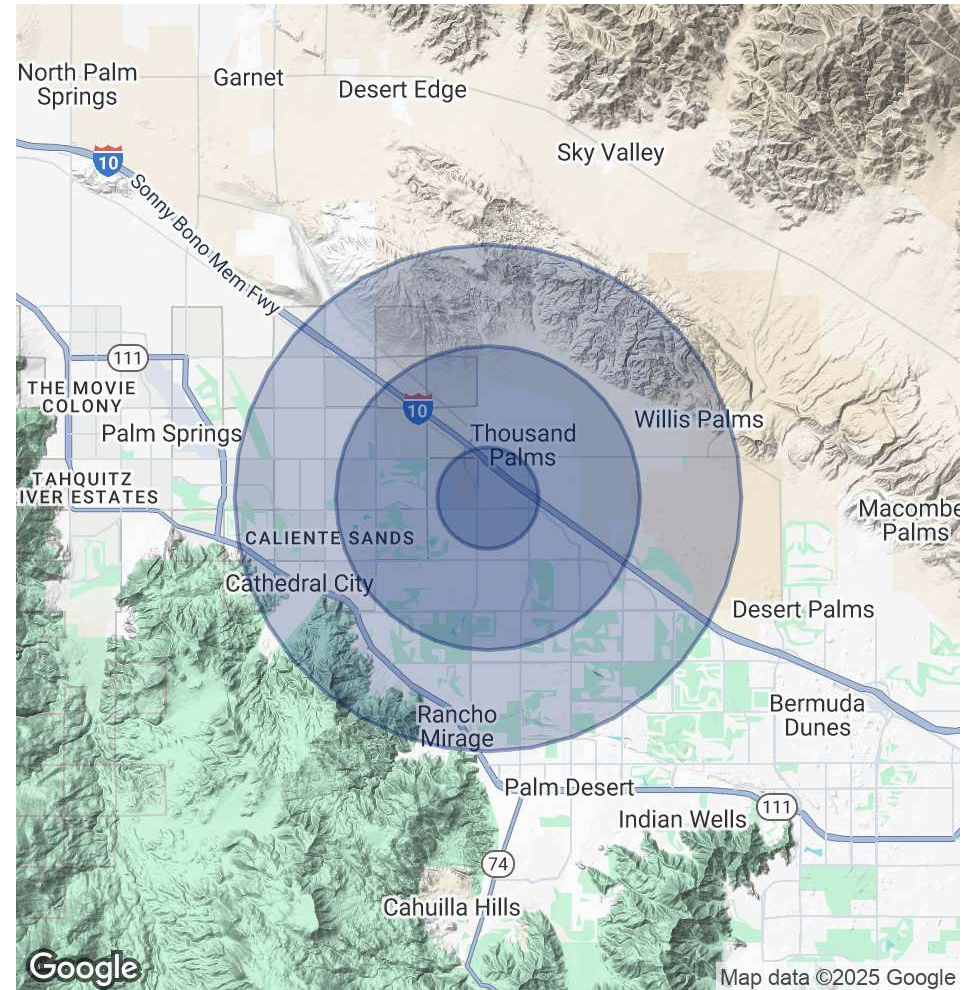 North Palm
Springs
Garnet
Desert Edge
Sky Valley
10
Sonny Bono Mem Fwy
111
THE MOVIE
COLONY
Palm Springs
10
Thousand
Palms
Willis Palms
TAHQUITZ
IVER ESTATES
Macombe
Palms
CALIENTE SANDS
Cathedral City
Desert Palms
Rancho
Mirage
Bermuda
Dunes
Palm Desert
111
Indian Wells
74
Cahuilla Hills
Google
Map data ©2025 Google